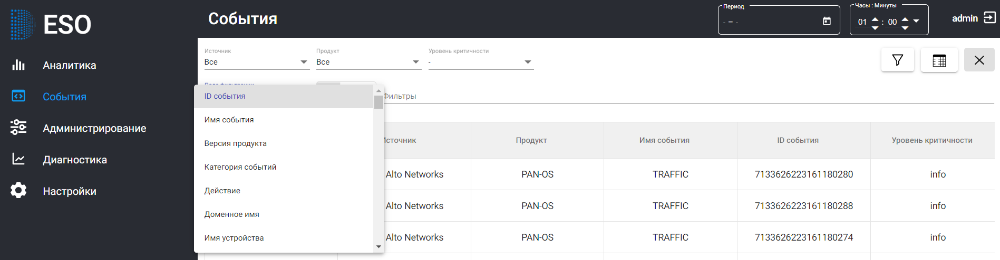 ESO
Аналитика
События
Администрирование
Диагностика
Настройки
События
Период
- – -
Часы : Минуты
01 : 00
admin
Источник
Все
Продукт
Все
Уровень критичности
-
ID события
Имя события
Версия продукта
Категория событий
Действие
Доменное имя
Имя устройства
Фильтры
Источник Продукт Имя события ID события Уровень критичности
Alto Networks PAN-OS TRAFFIC 7133626223161180280 info
Alto Networks PAN-OS TRAFFIC 7133626223161180288 info
Alto Networks PAN-OS TRAFFIC 7133626223161180274 info